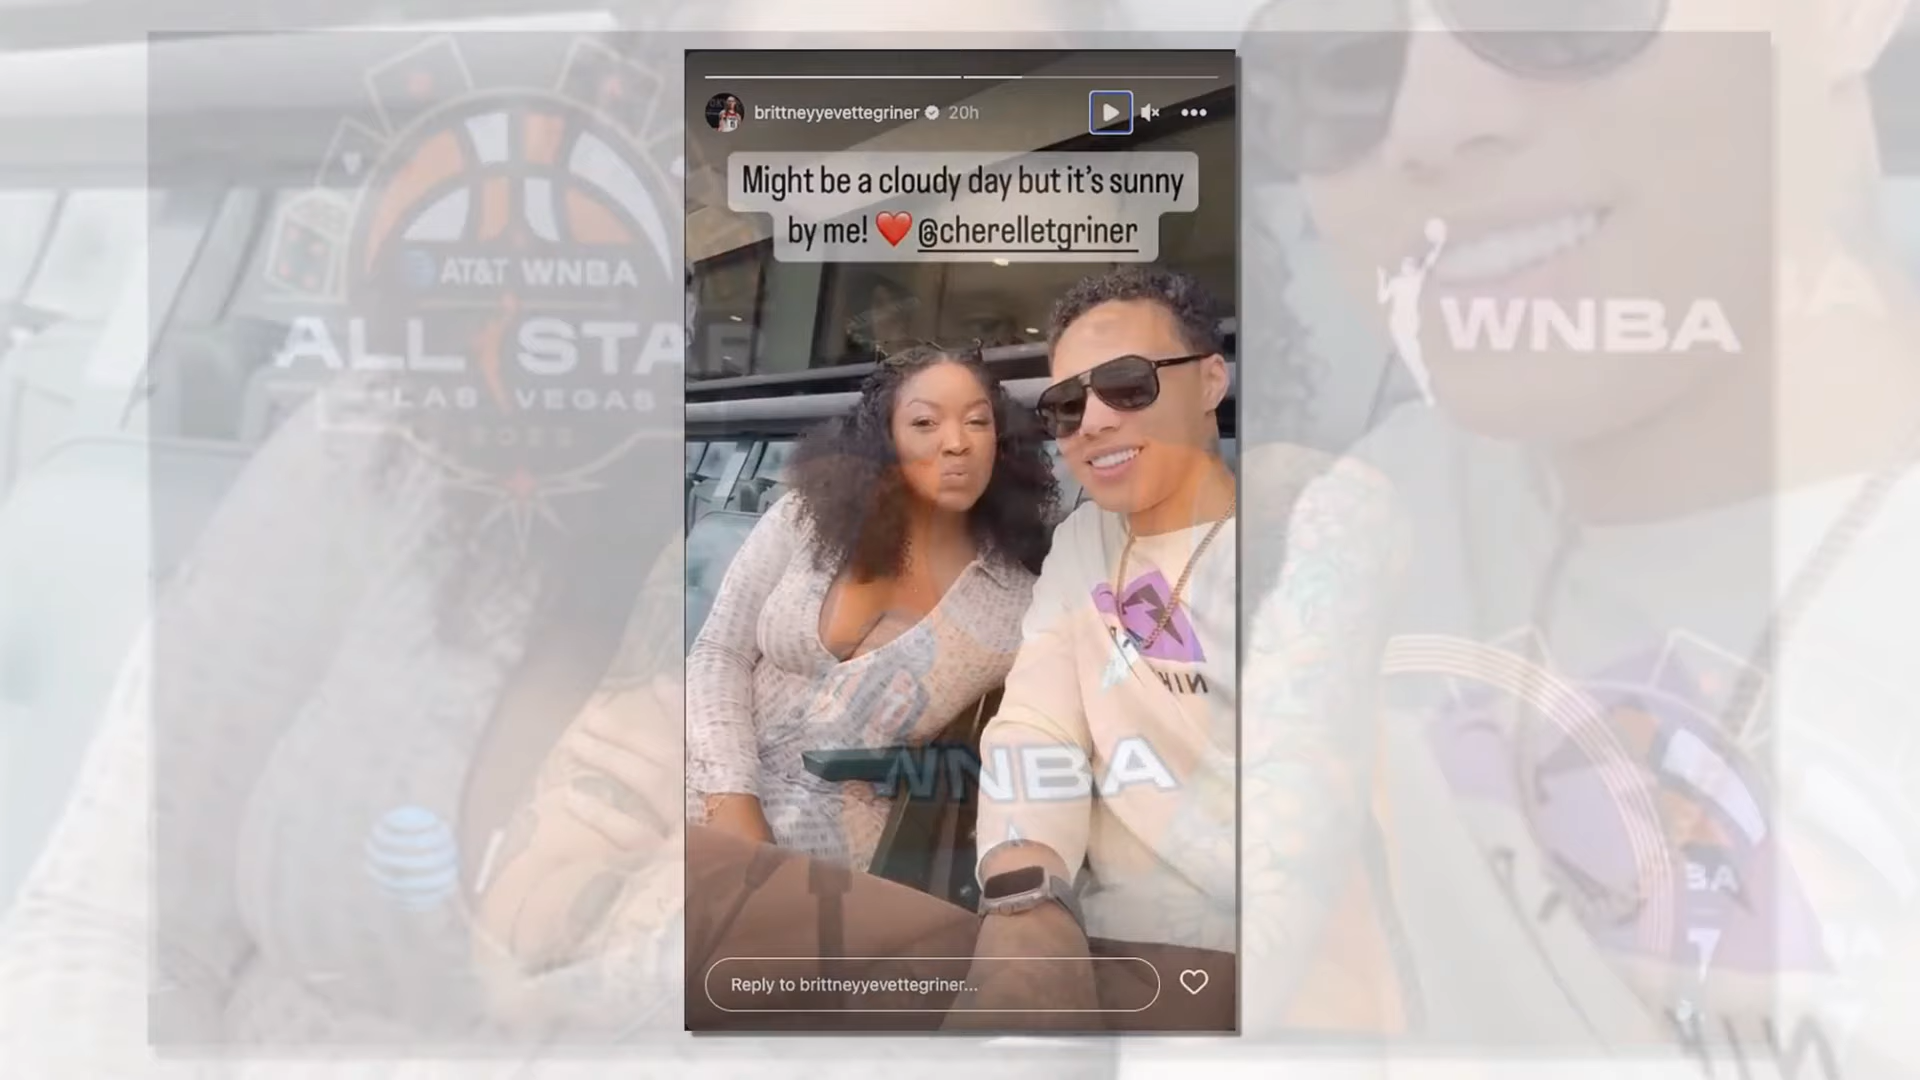 brittneyyevettegriner 20h
Might be a cloudy day but it's sunny
by me! ❤️ @cherelletgriner
AT&T WNBA
ALL STAR
LAS VEGAS
WNBA
WNBA
BA
Reply to brittneyyevettegriner...